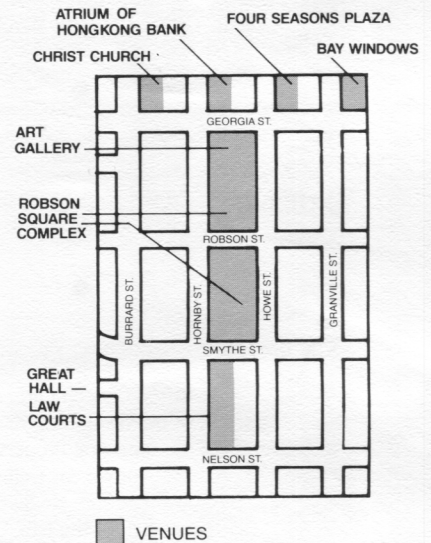 ATRIUM OF
HONGKONG BANK
FOUR SEASONS PLAZA
CHRIST CHURCH
BAY WINDOWS
GEORGIA ST.
ART
GALLERY
ROBSON
SQUARE
COMPLEX
ROBSON ST.
BURRARD ST.
HORNBY ST.
HOWE ST.
GRANVILLE ST.
SMYTHE ST.
GREAT
HALL —
LAW
COURTS
NELSON ST.
VENUES